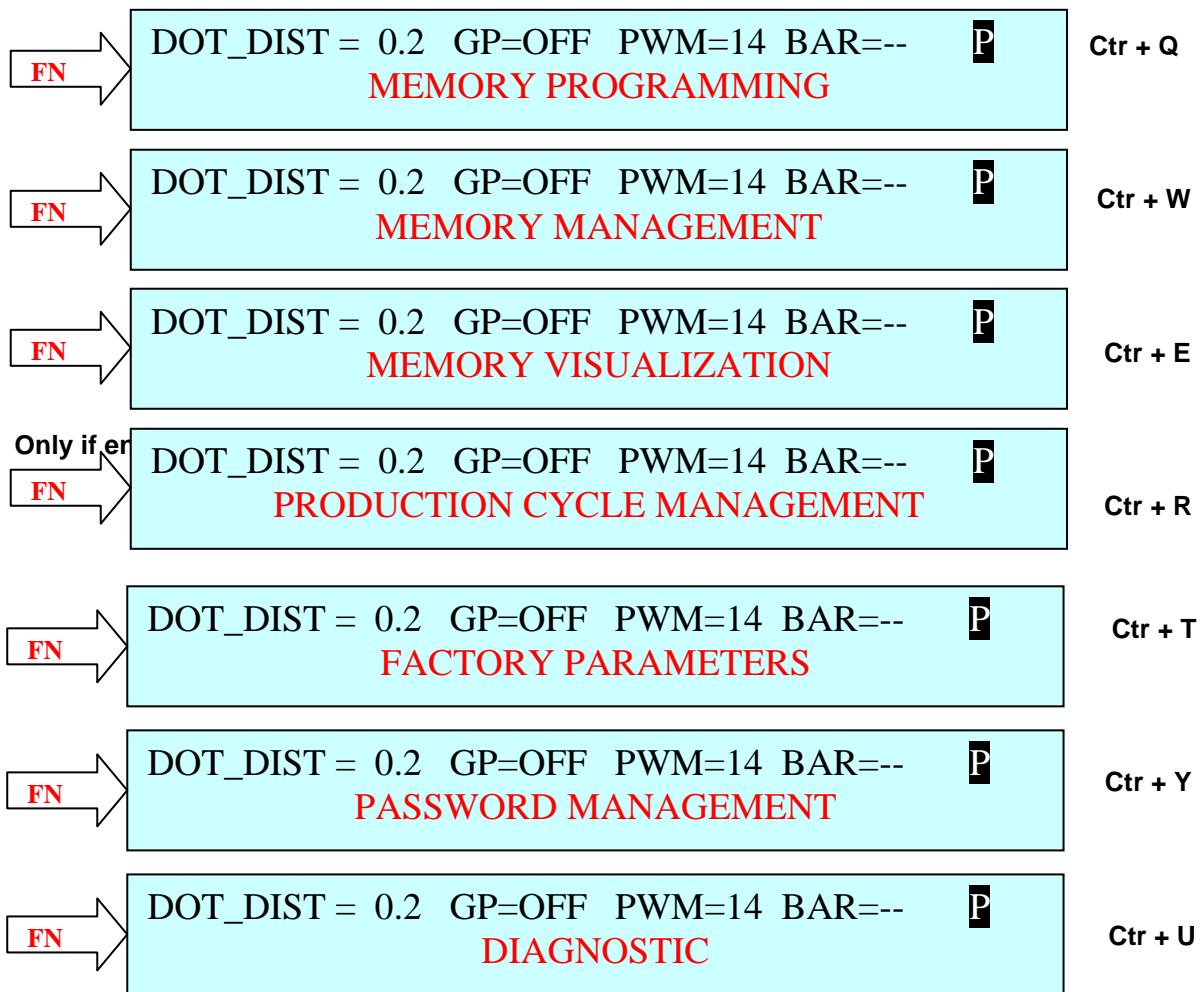 DOT_DIST = 0.2 GP=OFF PWM=14 BAR=-- P
Ctr + Q
FN
MEMORY PROGRAMMING
DOT_DIST = 0.2 GP=OFF PWM=14 BAR=-- P
Ctr + W
FN
MEMORY MANAGEMENT
DOT_DIST = 0.2 GP=OFF PWM=14 BAR=-- P
Ctr + E
FN
MEMORY VISUALIZATION
Only if
DOT_DIST = 0.2 GP=OFF PWM=14 BAR=-- P
FN
PRODUCTION CYCLE MANAGEMENT
Ctr + R
DOT_DIST = 0.2 GP=OFF PWM=14 BAR=-- P
Ctr + T
FN
FACTORY PARAMETERS
DOT_DIST = 0.2 GP=OFF PWM=14 BAR=-- P
Ctr + Y
FN
PASSWORD MANAGEMENT
DOT_DIST = 0.2 GP=OFF PWM=14 BAR=-- P
Ctr + U
FN
DIAGNOSTIC